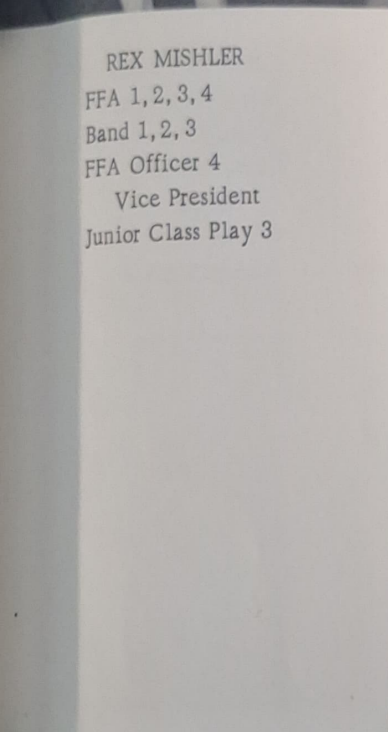 REX MISHLER
FFA 1, 2, 3, 4
Band 1, 2, 3
FFA Officer 4
Vice President
Junior Class Play 3